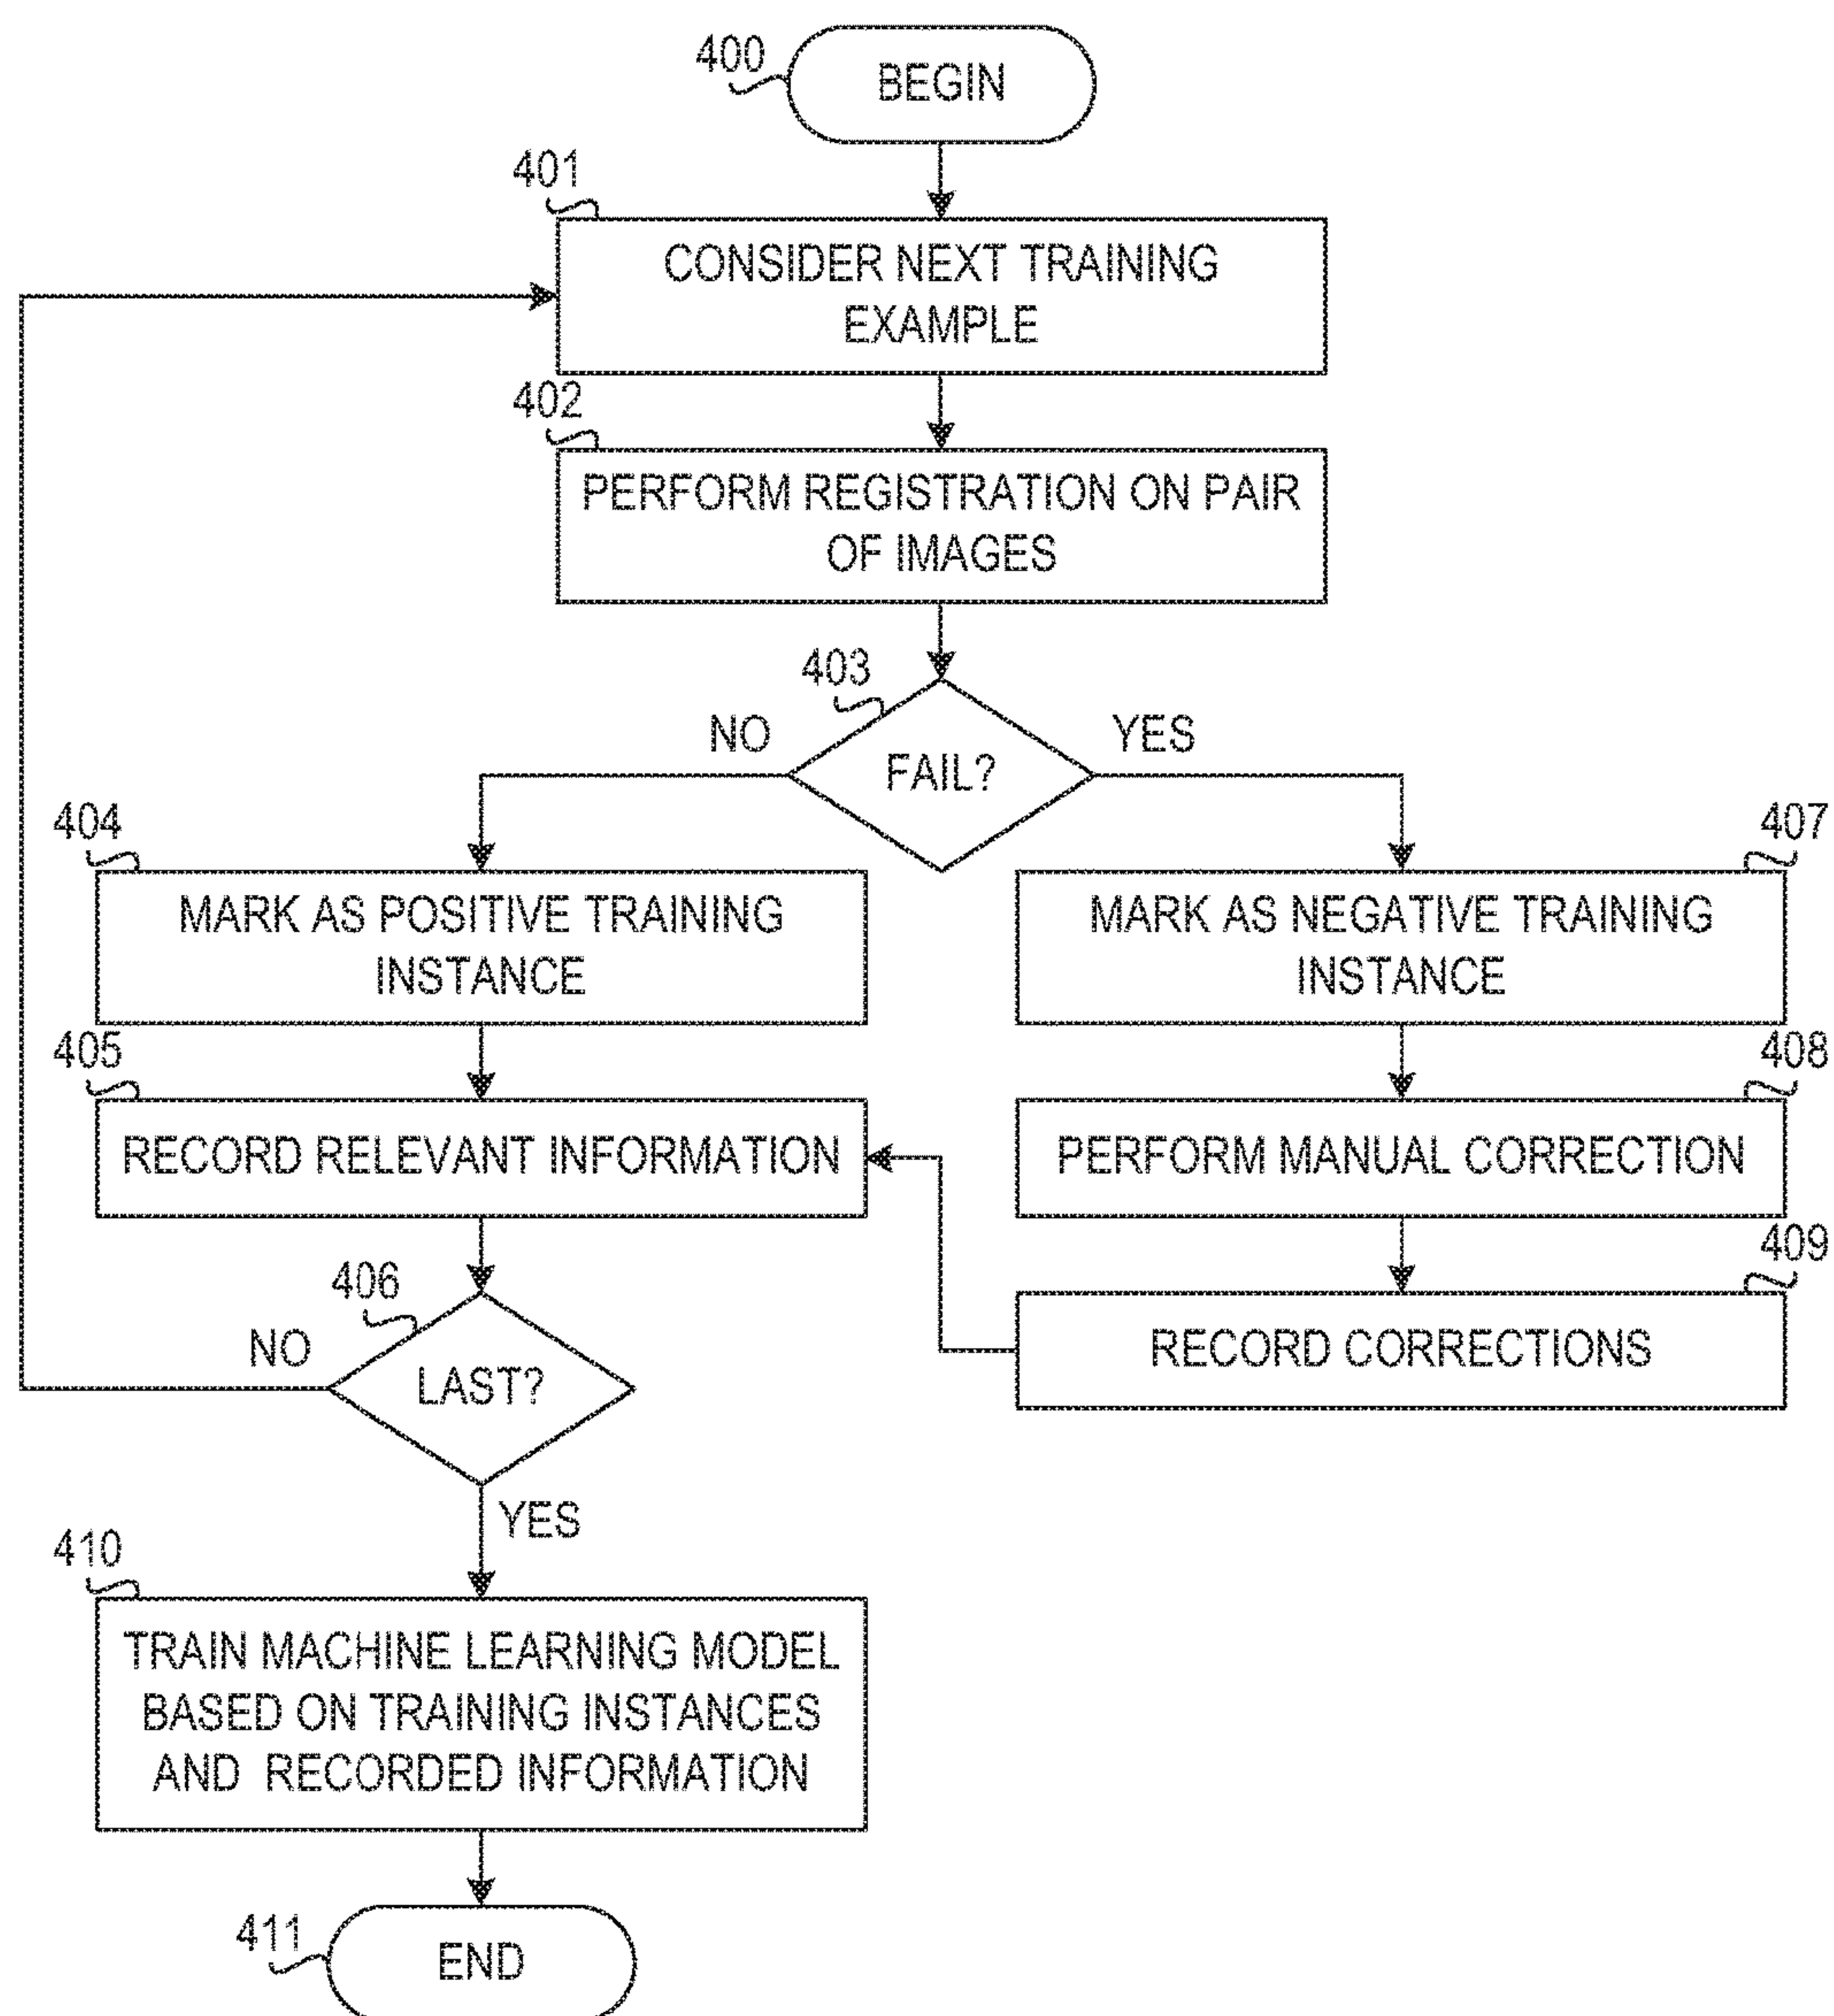 400
BEGIN
401
CONSIDER NEXT TRAINING
EXAMPLE
402
PERFORM REGISTRATION ON PAIR
OF IMAGES
403
NO
FAIL?
YES
404
MARK AS POSITIVE TRAINING
INSTANCE
407
MARK AS NEGATIVE TRAINING
INSTANCE
405
RECORD RELEVANT INFORMATION
408
PERFORM MANUAL CORRECTION
409
RECORD CORRECTIONS
406
NO
LAST?
YES
410
TRAIN MACHINE LEARNING MODEL
BASED ON TRAINING INSTANCES
AND RECORDED INFORMATION
411
END